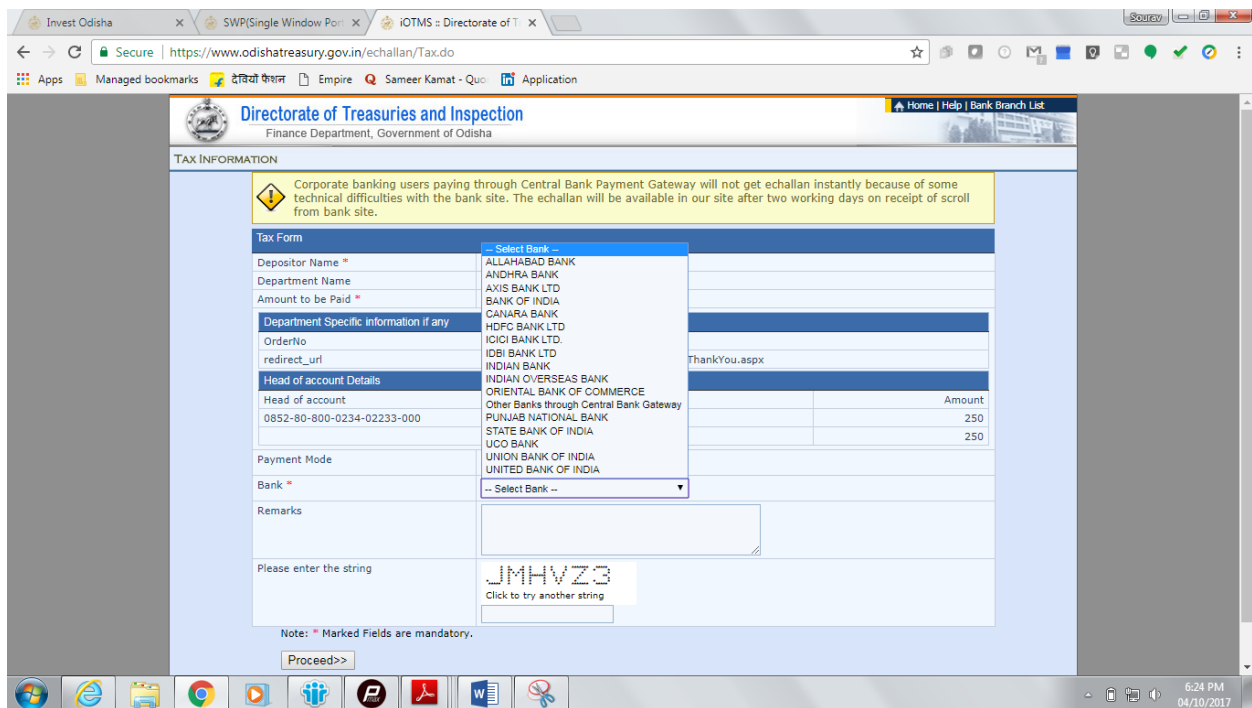 Invest Odisha
SWP(Single Window Port
iOTMS :: Directorate of T
Sourav
Secure | https://www.odishatreasury.gov.in/echallan/Tax.do
Apps Managed bookmarks देवियों फैशन Empire Sameer Kamat - Quo Application
Directorate of Treasuries and Inspection
Finance Department, Government of Odisha
Home | Help | Bank Branch List
TAX INFORMATION
Corporate banking users paying through Central Bank Payment Gateway will not get echallan instantly because of some
technical difficulties with the bank site. The echallan will be available in our site after two working days on receipt of scroll
from bank site.
Tax Form
Depositor Name *
Department Name
Amount to be Paid *
Department Specific information if any
OrderNo
redirect_url ThankYou.aspx
Head of account Details
Head of account Amount
0852-80-800-0234-02233-000 250
250
Payment Mode
-- Select Bank --
ALLAHABAD BANK
ANDHRA BANK
AXIS BANK LTD
BANK OF INDIA
CANARA BANK
HDFC BANK LTD
ICICI BANK LTD.
IDBI BANK LTD
INDIAN BANK
INDIAN OVERSEAS BANK
ORIENTAL BANK OF COMMERCE
Other Banks through Central Bank Gateway
PUNJAB NATIONAL BANK
STATE BANK OF INDIA
UCO BANK
UNION BANK OF INDIA
UNITED BANK OF INDIA
Bank * -- Select Bank --
Remarks
Please enter the string JMHVZ3
Click to try another string
Note: * Marked Fields are mandatory.
Proceed>>
6:24 PM
04/10/2017